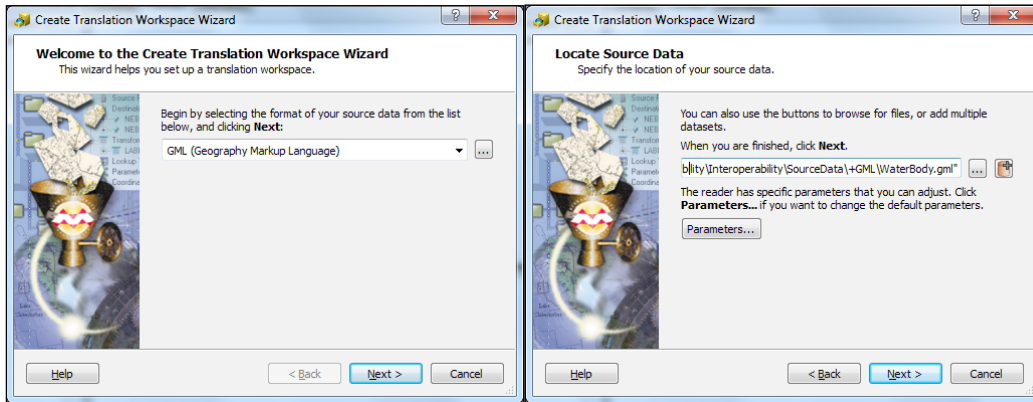 Create Translation Workspace Wizard
Welcome to the Create Translation Workspace Wizard
This wizard helps you set up a translation workspace.
Begin by selecting the format of your source data from the list
below, and clicking Next:
GML (Geography Markup Language)
...
Help
< Back
Next >
Cancel
Create Translation Workspace Wizard
Locate Source Data
Specify the location of your source data.
You can also use the buttons to browse for files, or add multiple
datasets.
When you are finished, click Next.
bility\Interoperability\SourceData\+GML\WaterBody.gml"
...
The reader has specific parameters that you can adjust. Click
Parameters... if you want to change the default parameters.
Parameters...
Help
< Back
Next >
Cancel